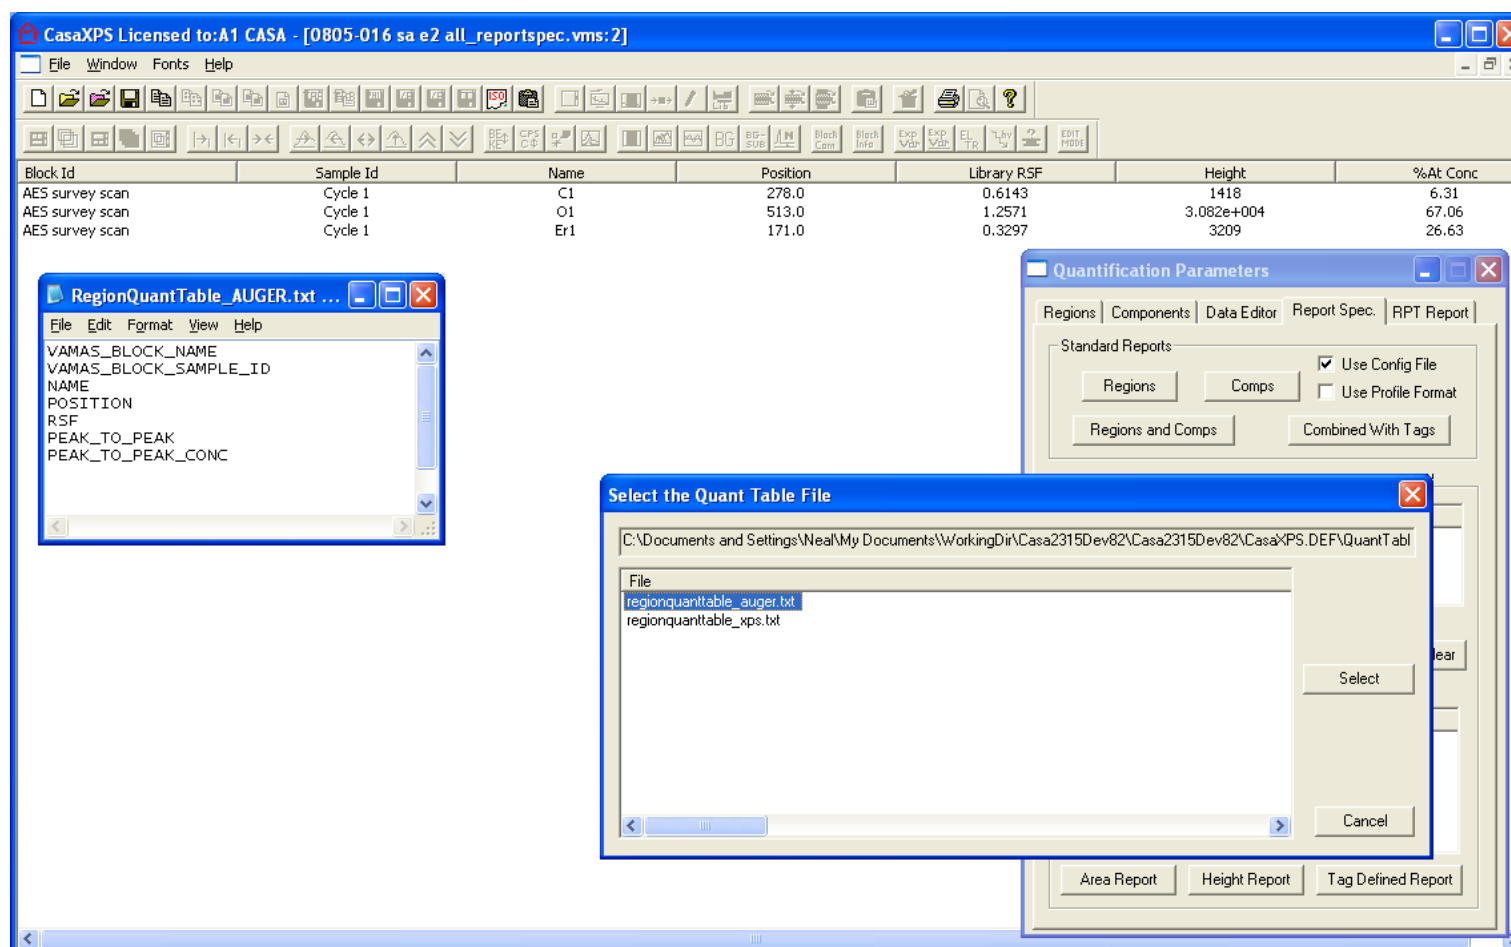 CasaXPS Licensed to:A1 CASA - [0805-016 sa e2 all_reportspec.vms:2]
File Window Fonts Help
Block Id Sample Id Name Position Library RSF Height %At Conc
AES survey scan Cycle 1 C1 278.0 0.6143 1418 6.31
AES survey scan Cycle 1 O1 513.0 1.2571 3.082e+004 67.06
AES survey scan Cycle 1 Er1 171.0 0.3297 3209 26.63
RegionQuantTable_AUGER.txt ...
File Edit Format View Help
VAMAS_BLOCK_NAME
VAMAS_BLOCK_SAMPLE_ID
NAME
POSITION
RSF
PEAK_TO_PEAK
PEAK_TO_PEAK_CONC
Quantification Parameters
Regions Components Data Editor Report Spec. RPT Report
Standard Reports
Use Config File
Regions Comps
Use Profile Format
Regions and Comps Combined With Tags
Select the Quant Table File
C:\Documents and Settings\Neal\My Documents\WorkingDir\Casa2315Dev82\Casa2315Dev82\CasaXPS.DEF\QuantTabl
File
regionquanttable_auger.txt
regionquanttable_xps.txt
Select
Cancel
lear
Area Report Height Report Tag Defined Report